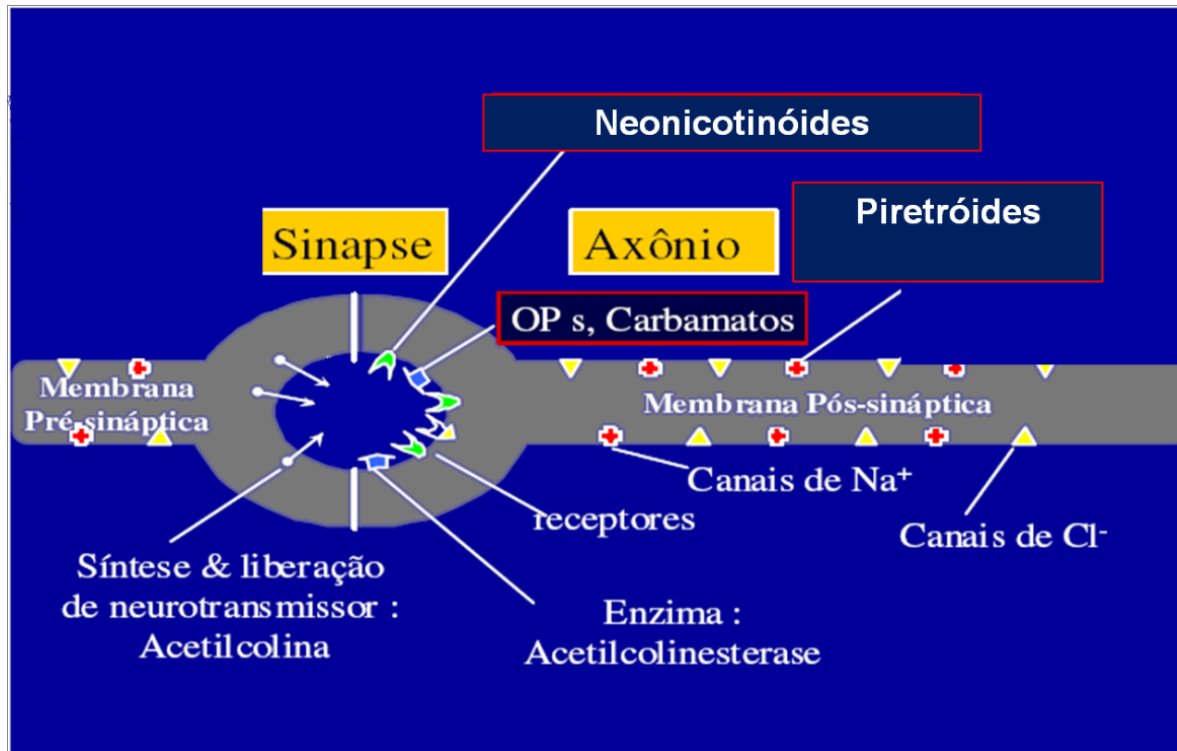 Neonicotinóides
Piretróides
Sinapse
Axônio
OP s, Carbamatos
Membrana
Pré-sináptica
Membrana Pós-sináptica
Canais de Na⁺
receptores
Canais de Cl⁻
Síntese & liberação
de neurotransmissor :
Acetilcolina
Enzima :
Acetilcolinesterase